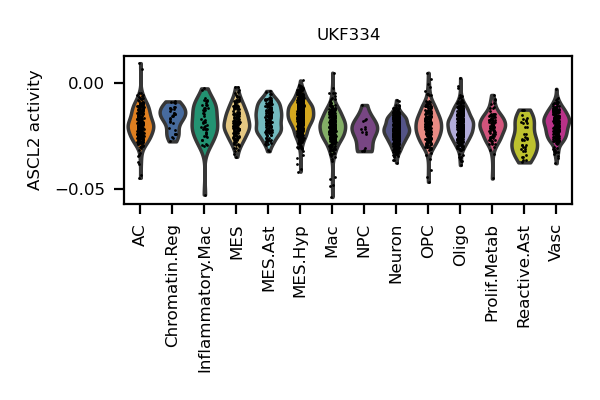 UKF334
ASCL2 activity
0.00
−0.05
AC
Chromatin.Reg
Inflammatory.Mac
MES
MES.Ast
MES.Hyp
Mac
NPC
Neuron
OPC
Oligo
Prolif.Metab
Reactive.Ast
Vasc